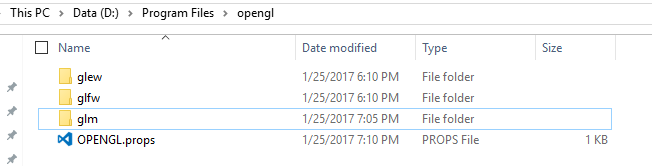 This PC > Data (D:) > Program Files > opengl
Name Date modified Type Size
glew 1/25/2017 6:10 PM File folder
glfw 1/25/2017 6:10 PM File folder
glm 1/25/2017 7:05 PM File folder
OPENGL.props 1/25/2017 7:10 PM PROPS File 1 KB